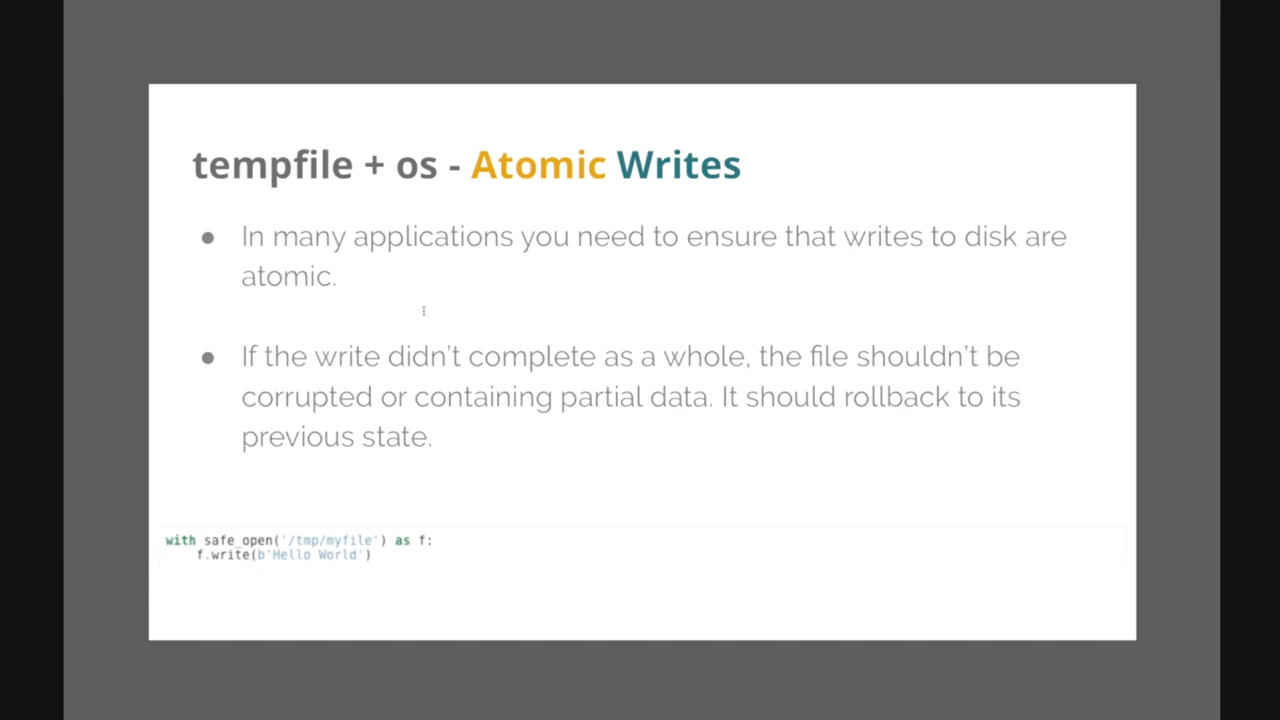 tempfile + os - Atomic Writes
● In many applications you need to ensure that writes to disk are
atomic.
● If the write didn't complete as a whole, the file shouldn't be
corrupted or containing partial data. It should rollback to its
previous state.
with safe_open('/tmp/myfile') as f:
    f.write(b'Hello World')